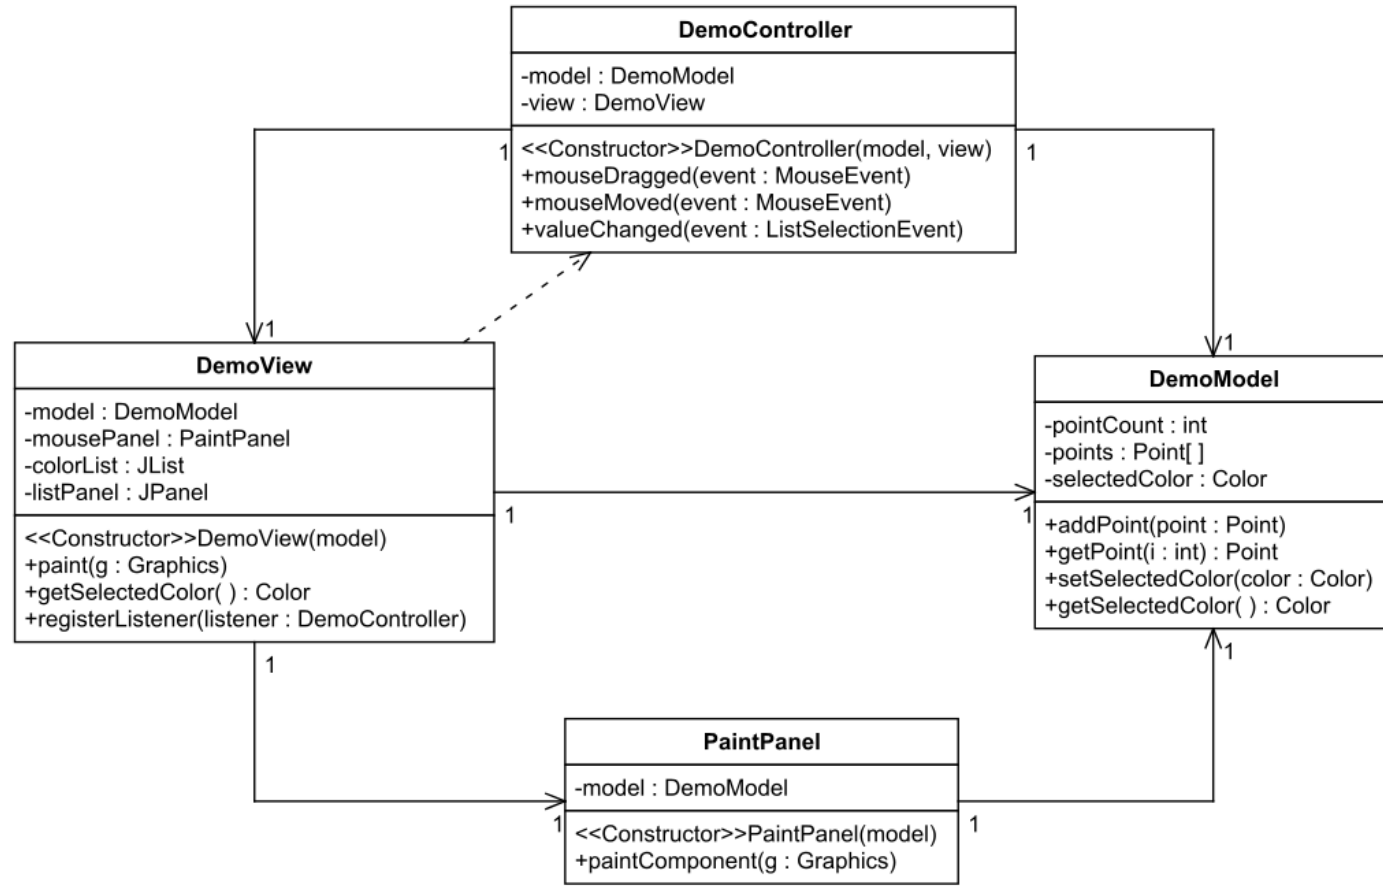 DemoController
-model : DemoModel
-view : DemoView
<<Constructor>>DemoController(model, view)
+mouseDragged(event : MouseEvent)
+mouseMoved(event : MouseEvent)
+valueChanged(event : ListSelectionEvent)
1
1
1
1
DemoView
-model : DemoModel
-mousePanel : PaintPanel
-colorList : JList
-listPanel : JPanel
<<Constructor>>DemoView(model)
+paint(g : Graphics)
+getSelectedColor( ) : Color
+registerListener(listener : DemoController)
1
1
DemoModel
-pointCount : int
-points : Point[ ]
-selectedColor : Color
+addPoint(point : Point)
+getPoint(i : int) : Point
+setSelectedColor(color : Color)
+getSelectedColor( ) : Color
1
1
PaintPanel
-model : DemoModel
<<Constructor>>PaintPanel(model)
+paintComponent(g : Graphics)
1
1